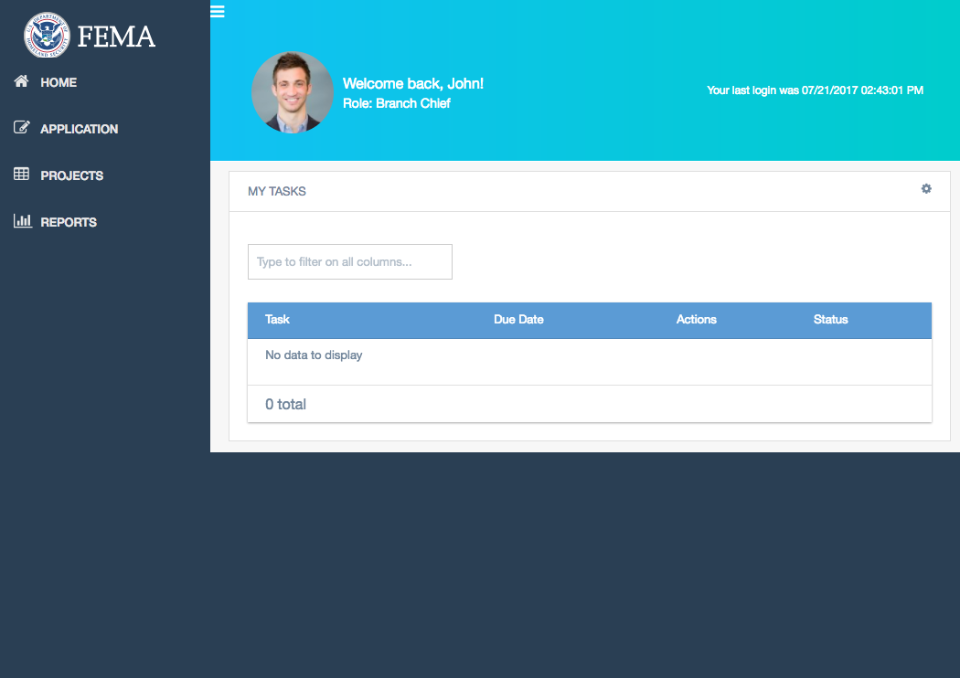 FEMA
HOME
APPLICATION
PROJECTS
REPORTS
Welcome back, John!
Role: Branch Chief
Your last login was 07/21/2017 02:43:01 PM
MY TASKS
Type to filter on all columns...
Task Due Date Actions Status
No data to display
0 total